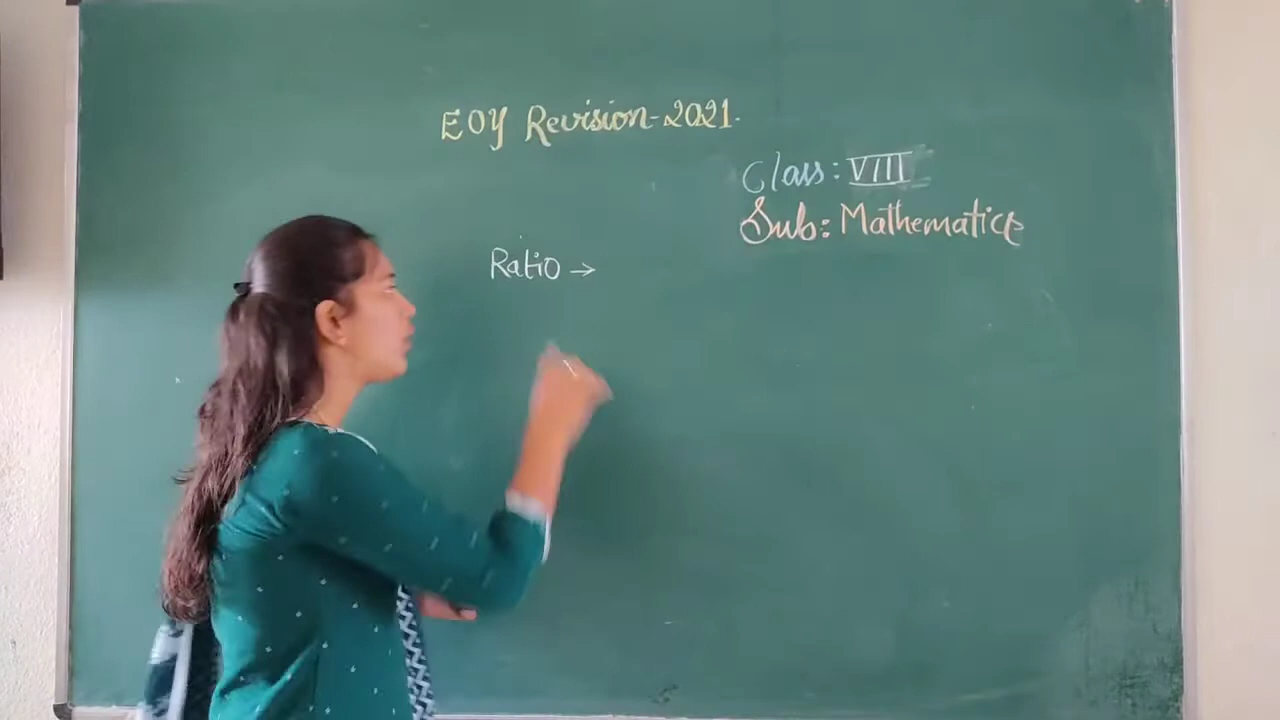 EOY Revision-2021.
Class: VIII
Sub: Mathematics
Ratio →